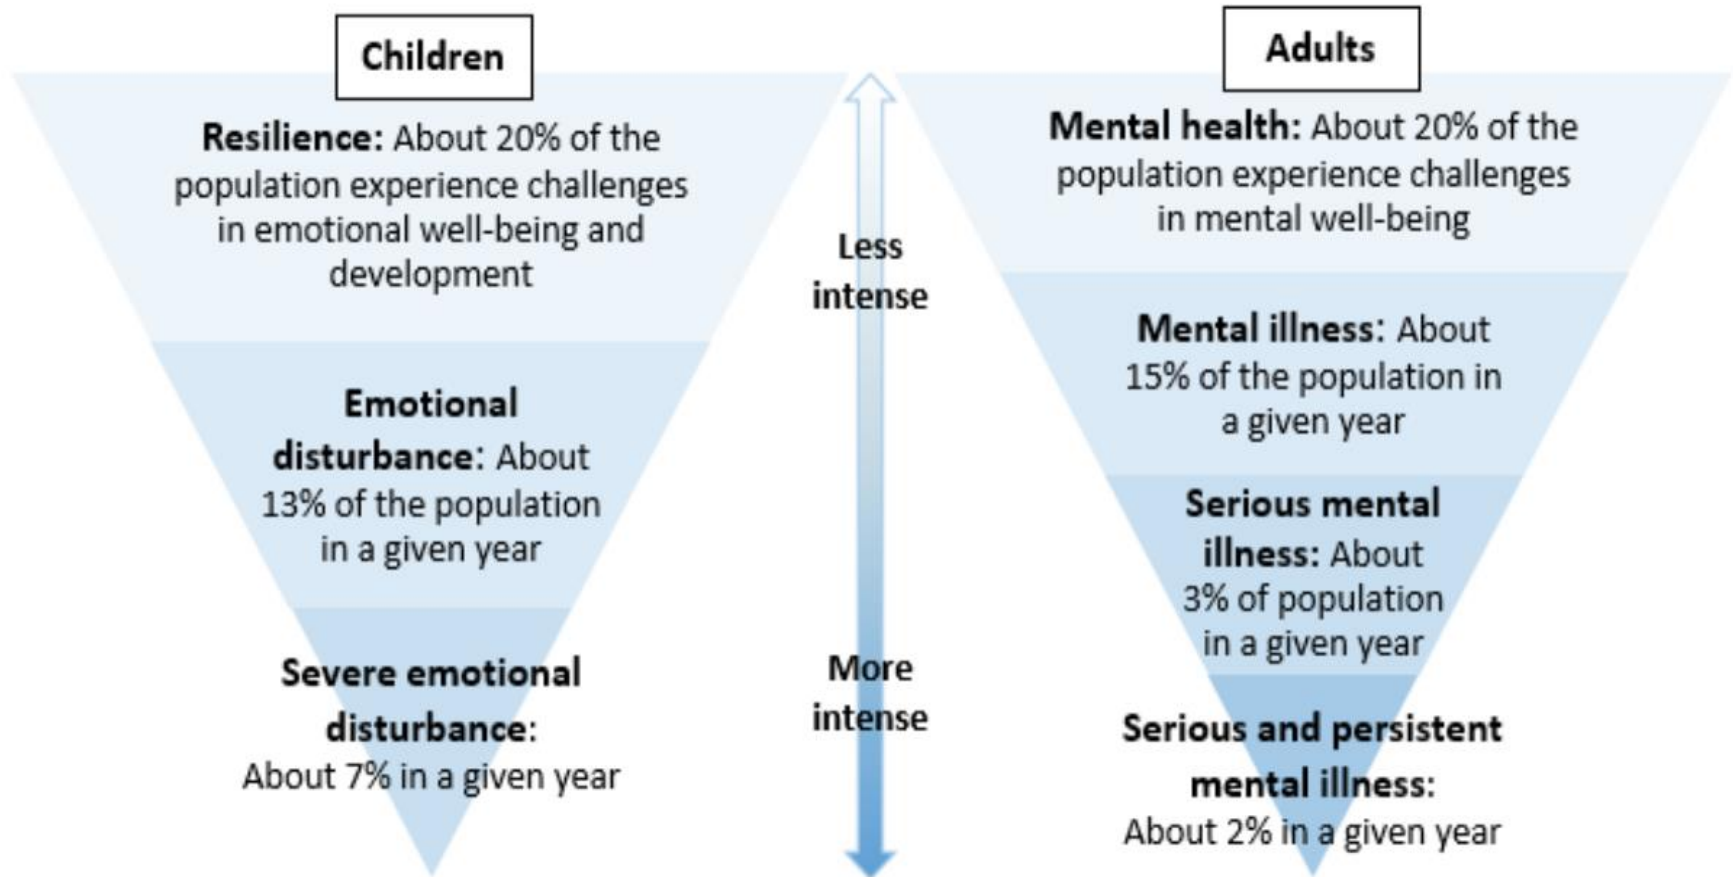 Children
Resilience: About 20% of the
population experience challenges
in emotional well-being and
development
Emotional
disturbance: About
13% of the population
in a given year
Severe emotional
disturbance:
About 7% in a given year
Less
intense
More
intense
Adults
Mental health: About 20% of the
population experience challenges
in mental well-being
Mental illness: About
15% of the population in
a given year
Serious mental
illness: About
3% of population
in a given year
Serious and persistent
mental illness:
About 2% in a given year